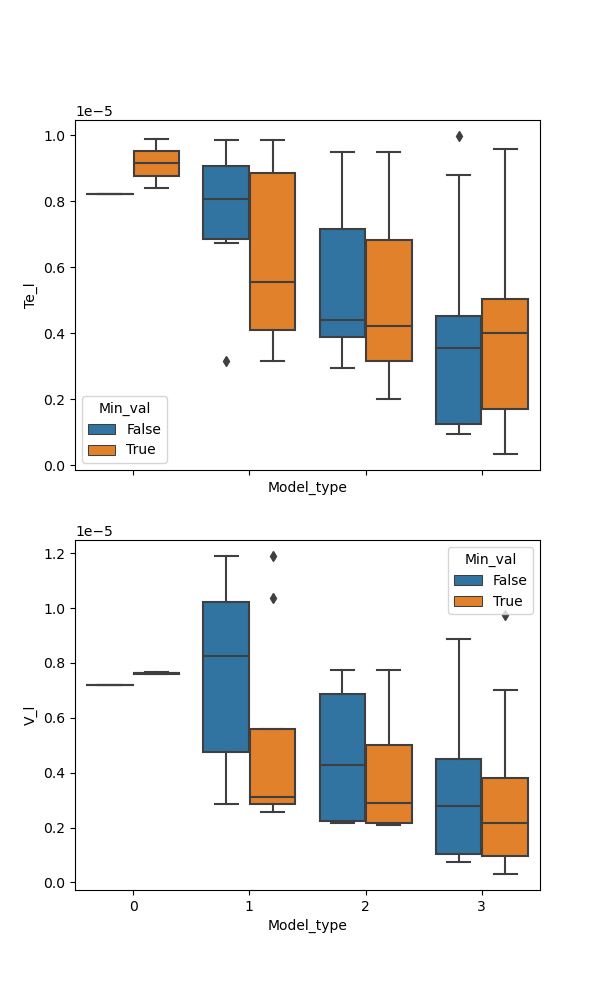 1e−5
1.0
0.8
0.6
0.4
0.2
0.0
Te_l
Min_val
False
True
Model_type
1e−5
1.2
1.0
0.8
0.6
0.4
0.2
0.0
V_l
Min_val
False
True
0 1 2 3
Model_type